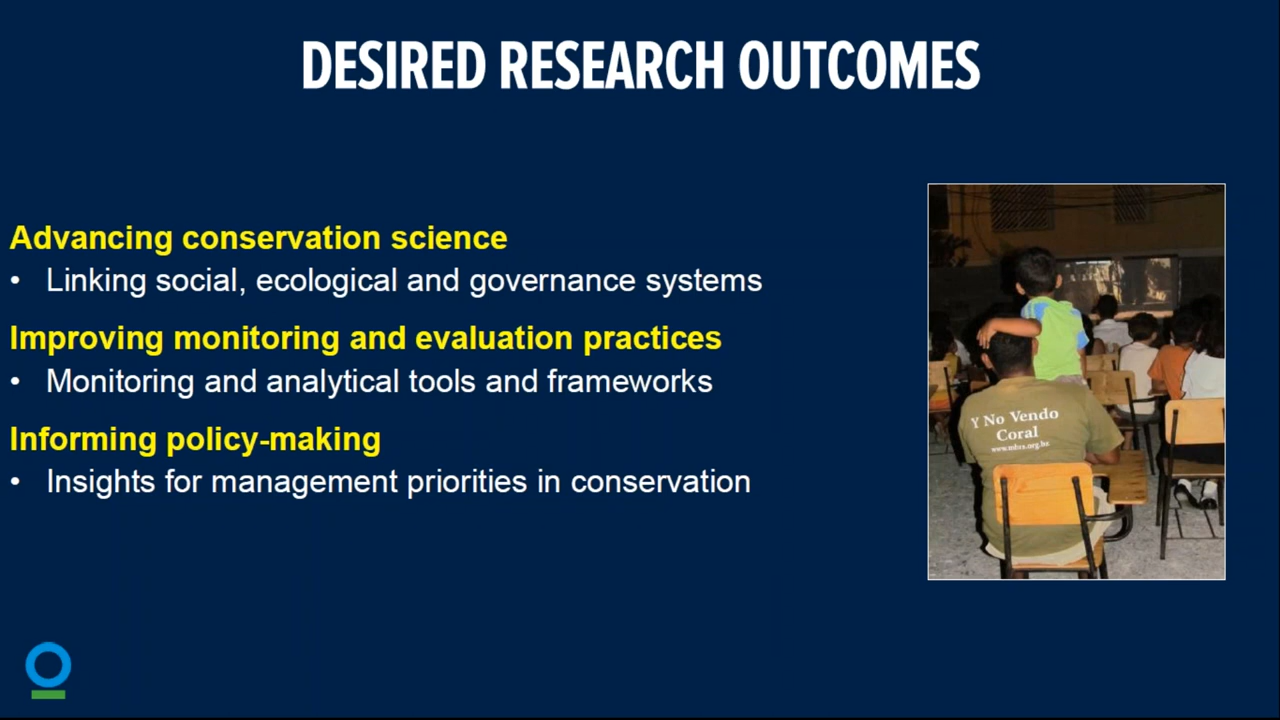 DESIRED RESEARCH OUTCOMES
Advancing conservation science
• Linking social, ecological and governance systems
Improving monitoring and evaluation practices
• Monitoring and analytical tools and frameworks
Informing policy-making
• Insights for management priorities in conservation
Y No Vendo
Coral